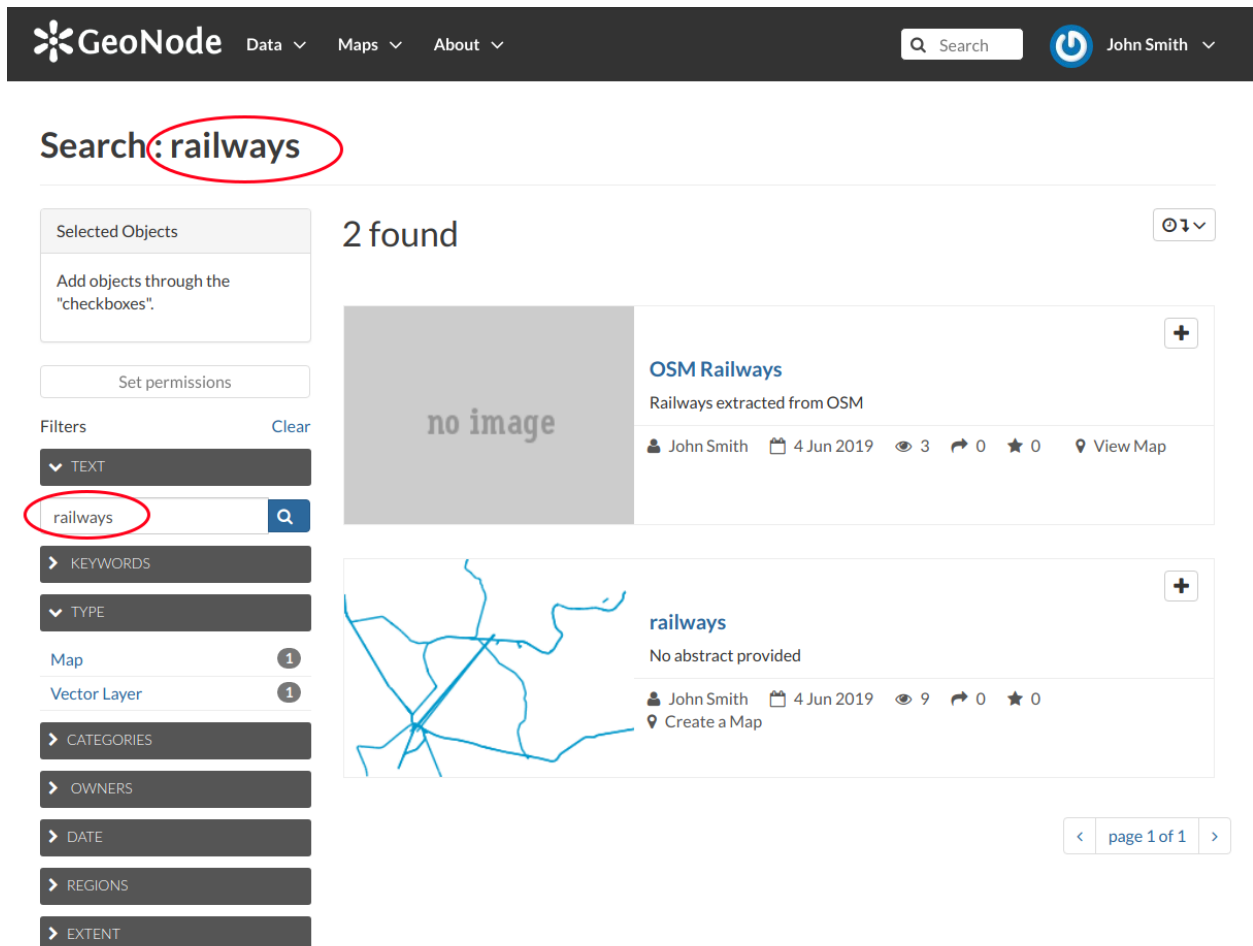 GeoNode Data Maps About Search John Smith
Search : railways
Selected Objects
Add objects through the
"checkboxes".
Set permissions
Filters Clear
TEXT
railways
KEYWORDS
TYPE
Map 1
Vector Layer 1
CATEGORIES
OWNERS
DATE
REGIONS
EXTENT
2 found
no image
OSM Railways
Railways extracted from OSM
John Smith 4 Jun 2019 3 0 0 View Map
railways
No abstract provided
John Smith 4 Jun 2019 9 0 0
Create a Map
page 1 of 1